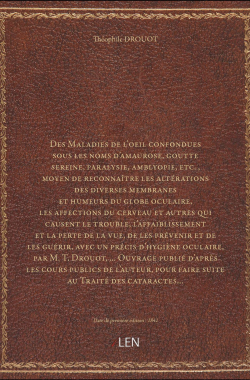 Théophile DROUOT
Des Maladies de l'oeil confondues
sous les noms d'amaurose, goutte
sereine, paralysie, amblyopie, etc. ,
moyen de reconnaître les altérations
des diverses membranes
et humeurs du globe oculaire,
les affections du cerveau et autres qui
causent le trouble, l'affaiblissement
et la perte de la vue, de les prévenir et de
les guérir, avec un précis d'hygiène oculaire,
par M. T. Drouot, ... Ouvrage publié d'après
les cours publics de l'auteur, pour faire suite
au Traité des cataractes...
LEN